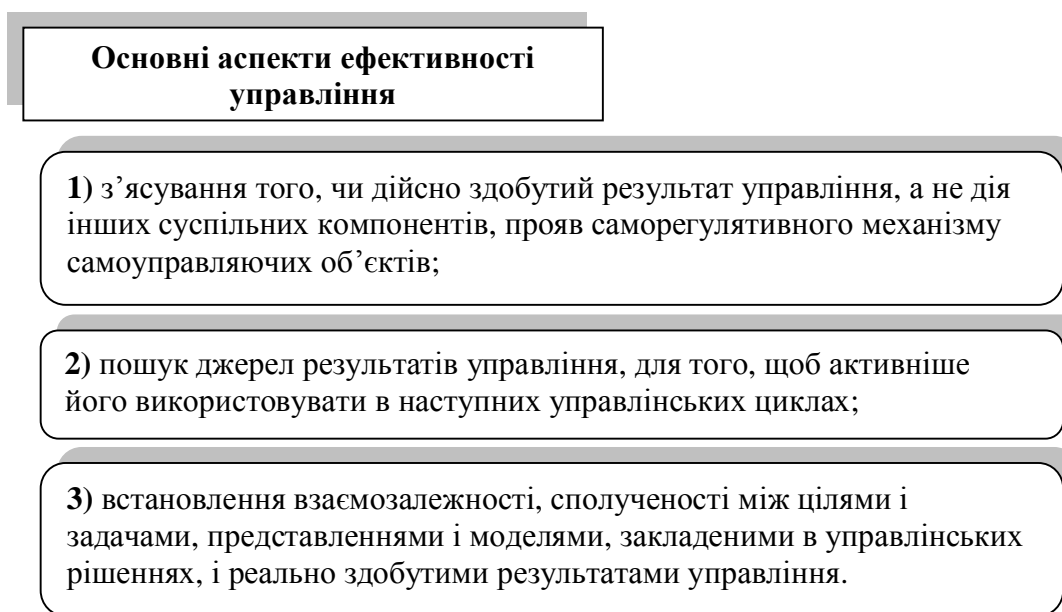 Основні аспекти ефективності
управління
1) з’ясування того, чи дійсно здобутий результат управління, а не дія
інших суспільних компонентів, прояв саморегулятивного механізму
самоуправляючих об’єктів;
2) пошук джерел результатів управління, для того, щоб активніше
його використовувати в наступних управлінських циклах;
3) встановлення взаємозалежності, сполученості між цілями і
задачами, представленнями і моделями, закладеними в управлінських
рішеннях, і реально здобутими результатами управління.